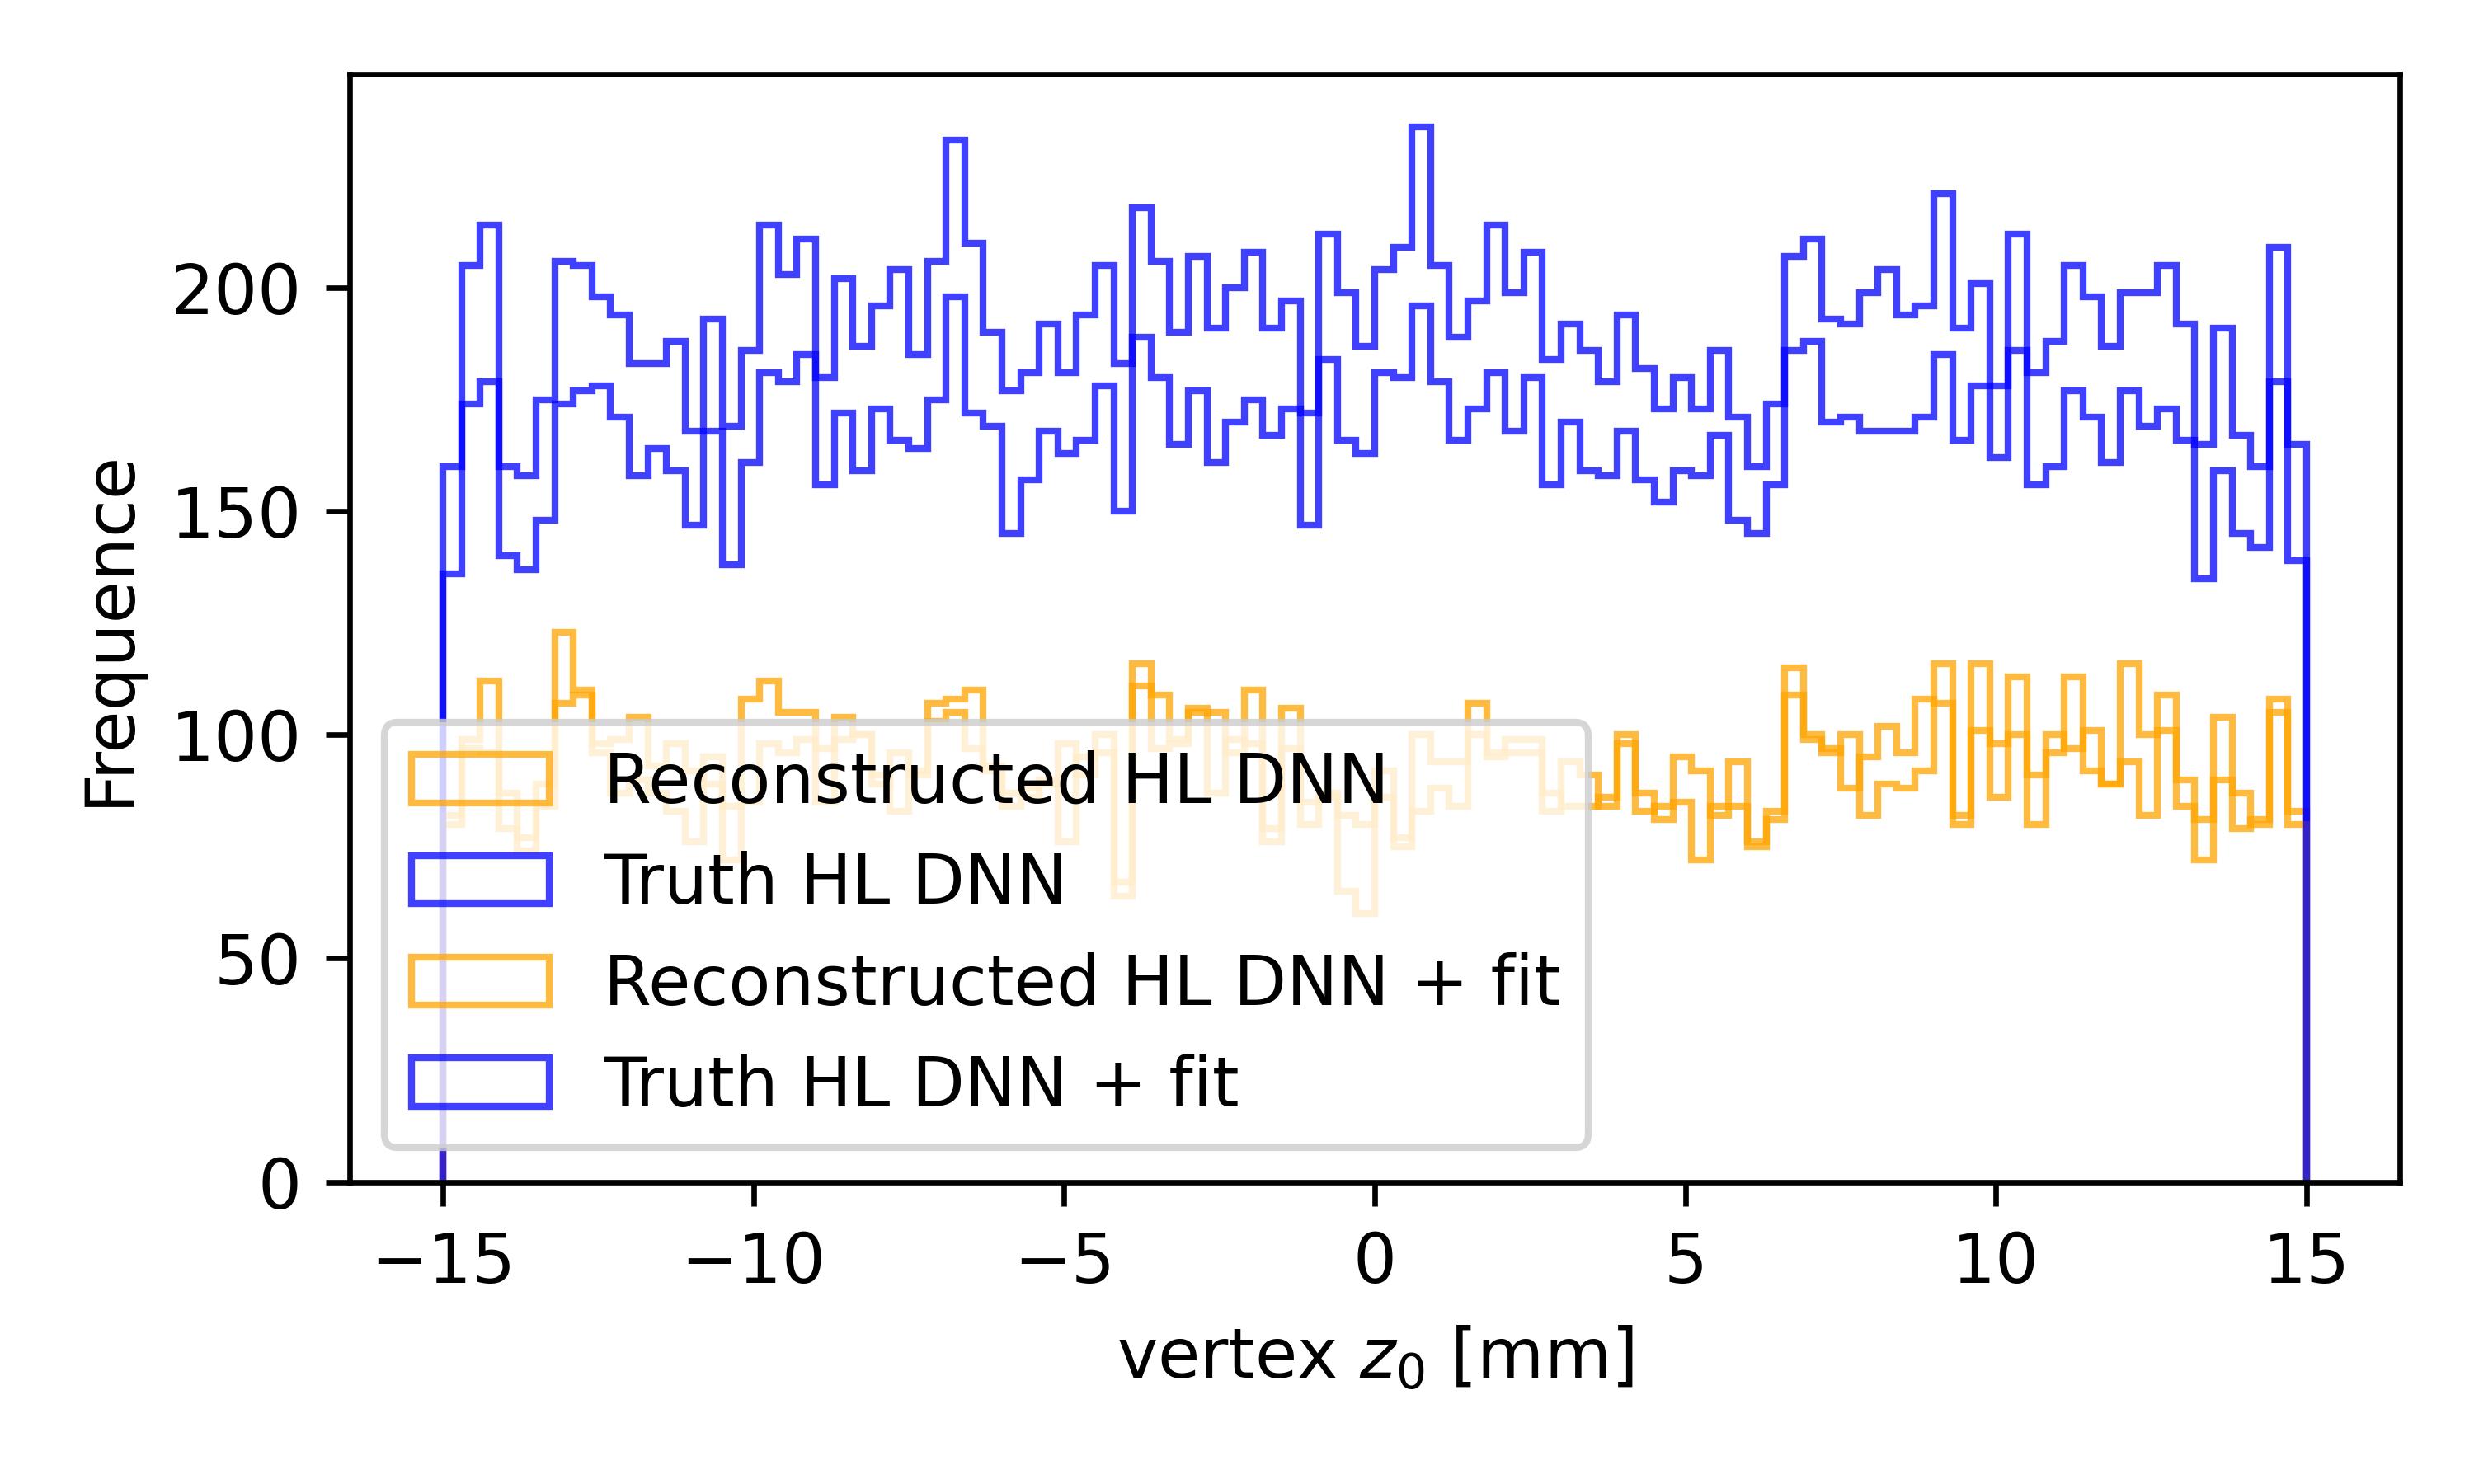 Frequence
200
150
100
50
0
Reconstructed HL DNN
Truth HL DNN
Reconstructed HL DNN + fit
Truth HL DNN + fit
−15 −10 −5 0 5 10 15
vertex z₀ [mm]